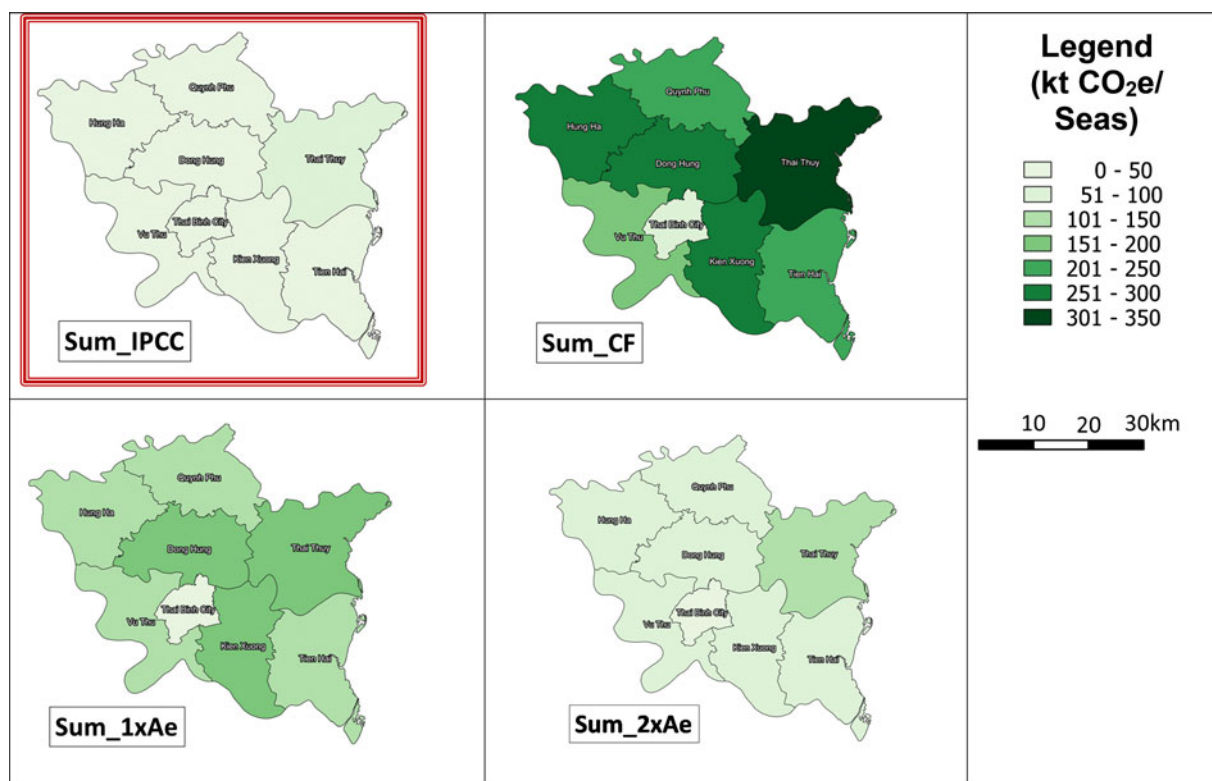 Quynh Phu
Hung Ha
Dong Hung
Thai Thuy
Thai Binh City
Vu Thu
Kien Xuong
Tien Hai
Sum_IPCC
Quynh Phu
Hung Ha
Dong Hung
Thai Thuy
Thai Binh City
Vu Thu
Kien Xuong
Tien Hai
Sum_CF
Legend
(kt CO₂e/
Seas)
0 - 50
51 - 100
101 - 150
151 - 200
201 - 250
251 - 300
301 - 350
10 20 30km
Quynh Phu
Hung Ha
Dong Hung
Thai Thuy
Thai Binh City
Vu Thu
Kien Xuong
Tien Hai
Sum_1xAe
Quynh Phu
Hung Ha
Dong Hung
Thai Thuy
Thai Binh City
Vu Thu
Kien Xuong
Tien Hai
Sum_2xAe